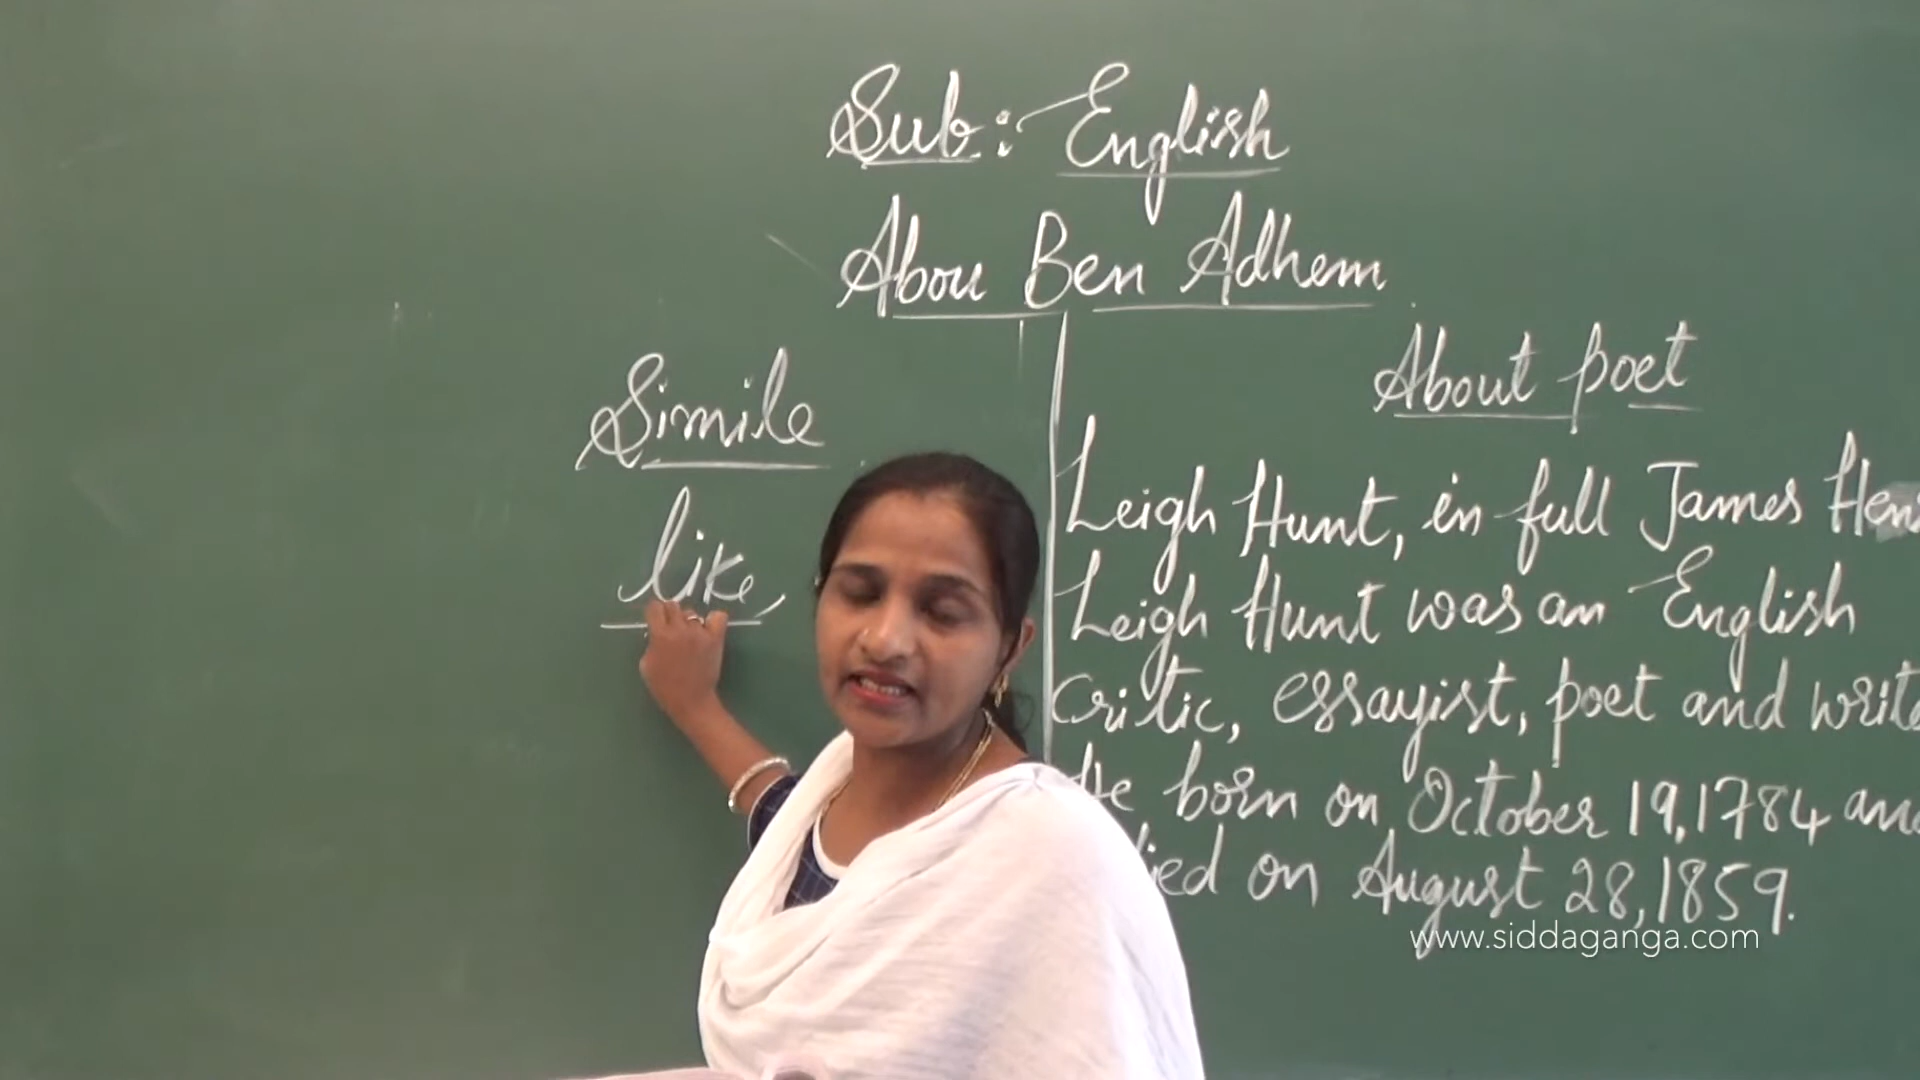 Sub: English
Abou Ben Adhem
Simile
like,
About poet
Leigh Hunt, in full James
Leigh Hunt was an English
critic, essayist, poet and
He born on October 19, 1784
on August 28, 1859.
www.siddaganga.com